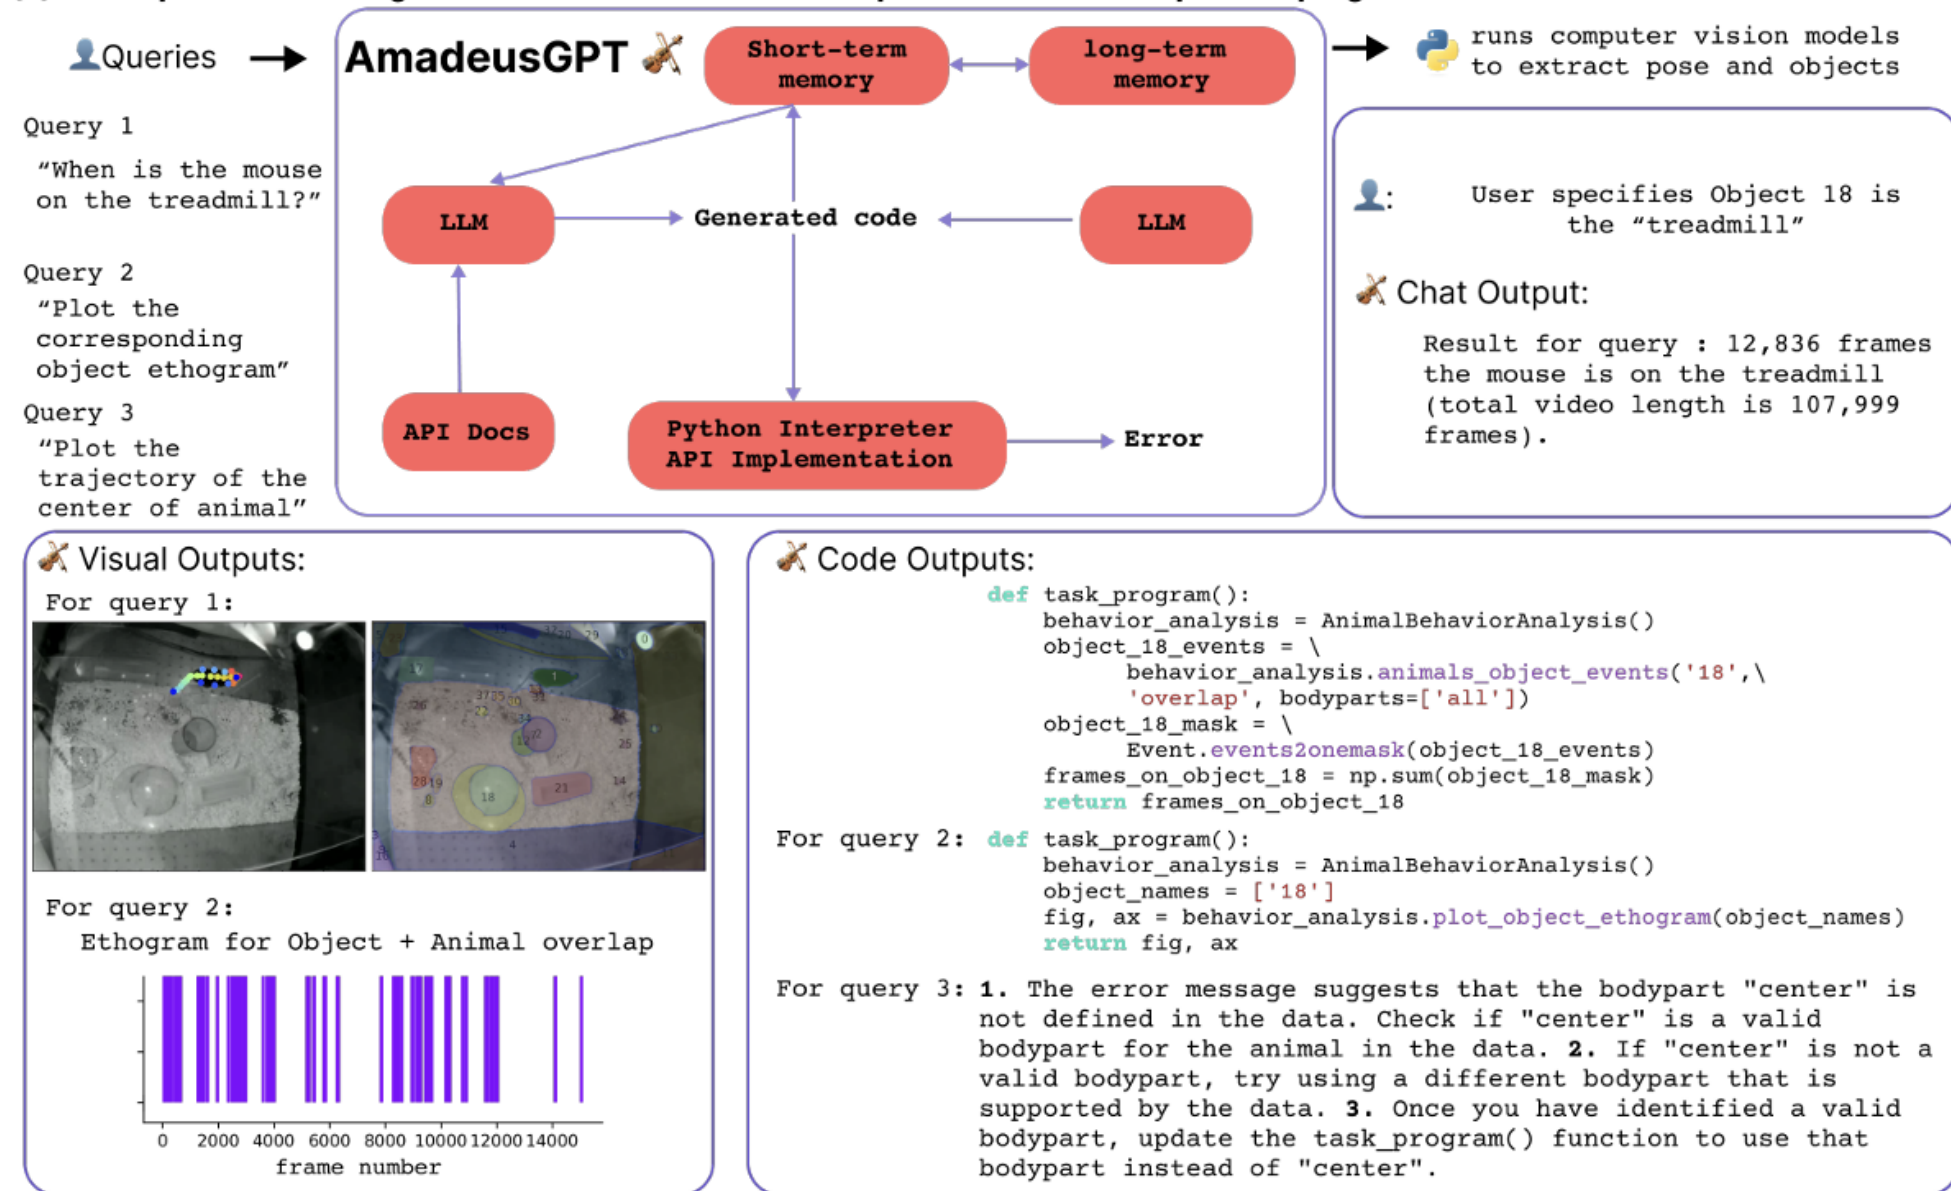 Queries
AmadeusGPT
Short-term
memory
long-term
memory
runs computer vision models
to extract pose and objects
Query 1
“When is the mouse
on the treadmill?”
Query 2
“Plot the
corresponding
object ethogram”
Query 3
“Plot the
trajectory of the
center of animal”
LLM
Generated code
LLM
API Docs
Python Interpreter
API Implementation
Error
: User specifies Object 18 is
the “treadmill”
Chat Output:
Result for query : 12,836 frames
the mouse is on the treadmill
(total video length is 107,999
frames).
Visual Outputs:
For query 1:
29
0
1
25
28
19
8
18
21
14
4
For query 2:
Ethogram for Object + Animal overlap
0 2000 4000 6000 8000 10000 12000 14000
frame number
Code Outputs:
def task_program():
behavior_analysis = AnimalBehaviorAnalysis()
object_18_events = \
behavior_analysis.animals_object_events('18',\
'overlap', bodyparts=['all'])
object_18_mask = \
Event.events2onemask(object_18_events)
frames_on_object_18 = np.sum(object_18_mask)
return frames_on_object_18
For query 2: def task_program():
behavior_analysis = AnimalBehaviorAnalysis()
object_names = ['18']
fig, ax = behavior_analysis.plot_object_ethogram(object_names)
return fig, ax
For query 3: 1. The error message suggests that the bodypart "center" is
not defined in the data. Check if "center" is a valid
bodypart for the animal in the data. 2. If "center" is not a
valid bodypart, try using a different bodypart that is
supported by the data. 3. Once you have identified a valid
bodypart, update the task_program() function to use that
bodypart instead of "center".